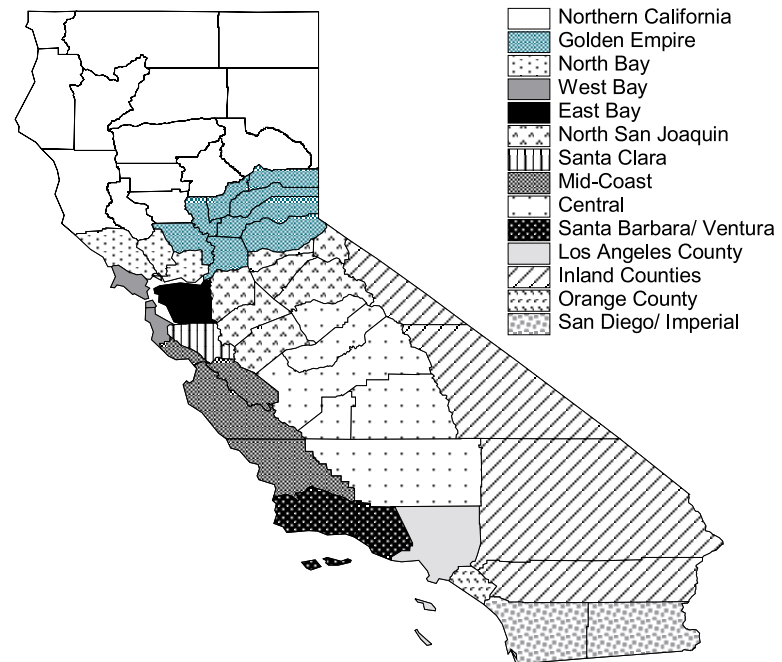 Northern California
Golden Empire
North Bay
West Bay
East Bay
North San Joaquin
Santa Clara
Mid-Coast
Central
Santa Barbara/ Ventura
Los Angeles County
Inland Counties
Orange County
San Diego/ Imperial